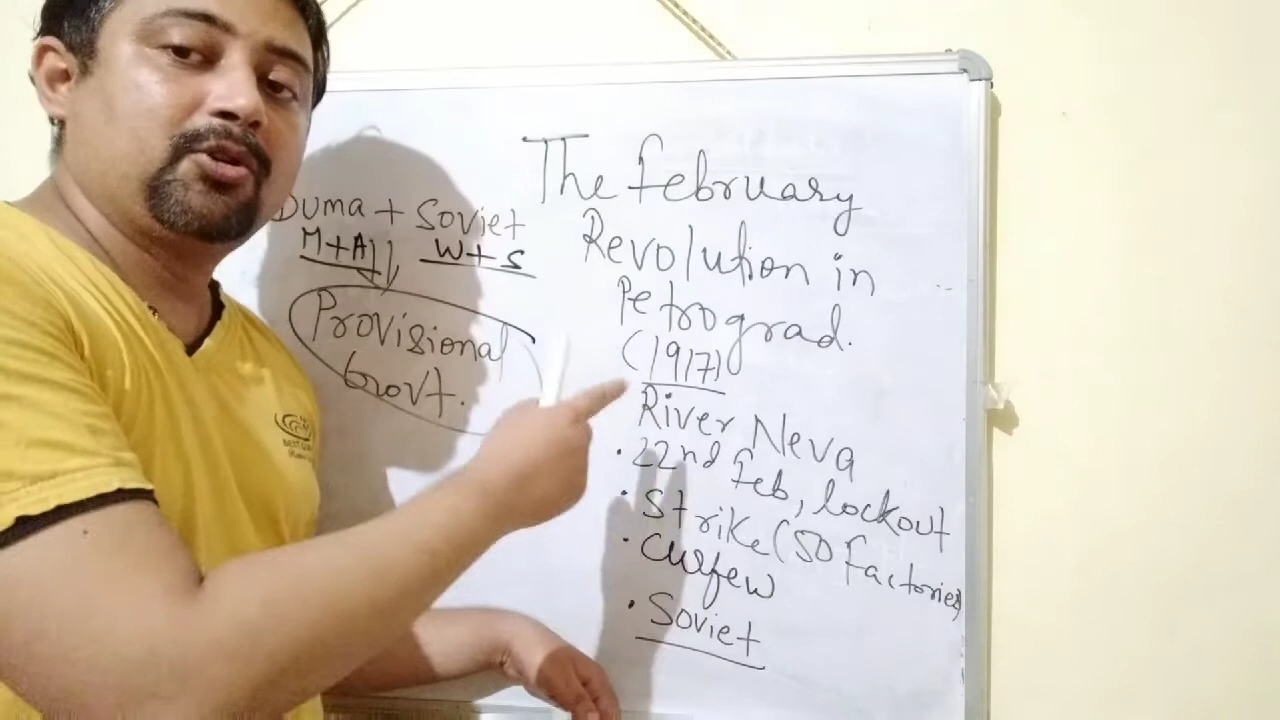 Duma + Soviet
M+A W+S
Provisional
Govt.
The February
Revolution in
Petrograd.
(1917)
River Neva
• 22nd Feb, lockout
• Strike (50 factories)
• Curfew
• Soviet